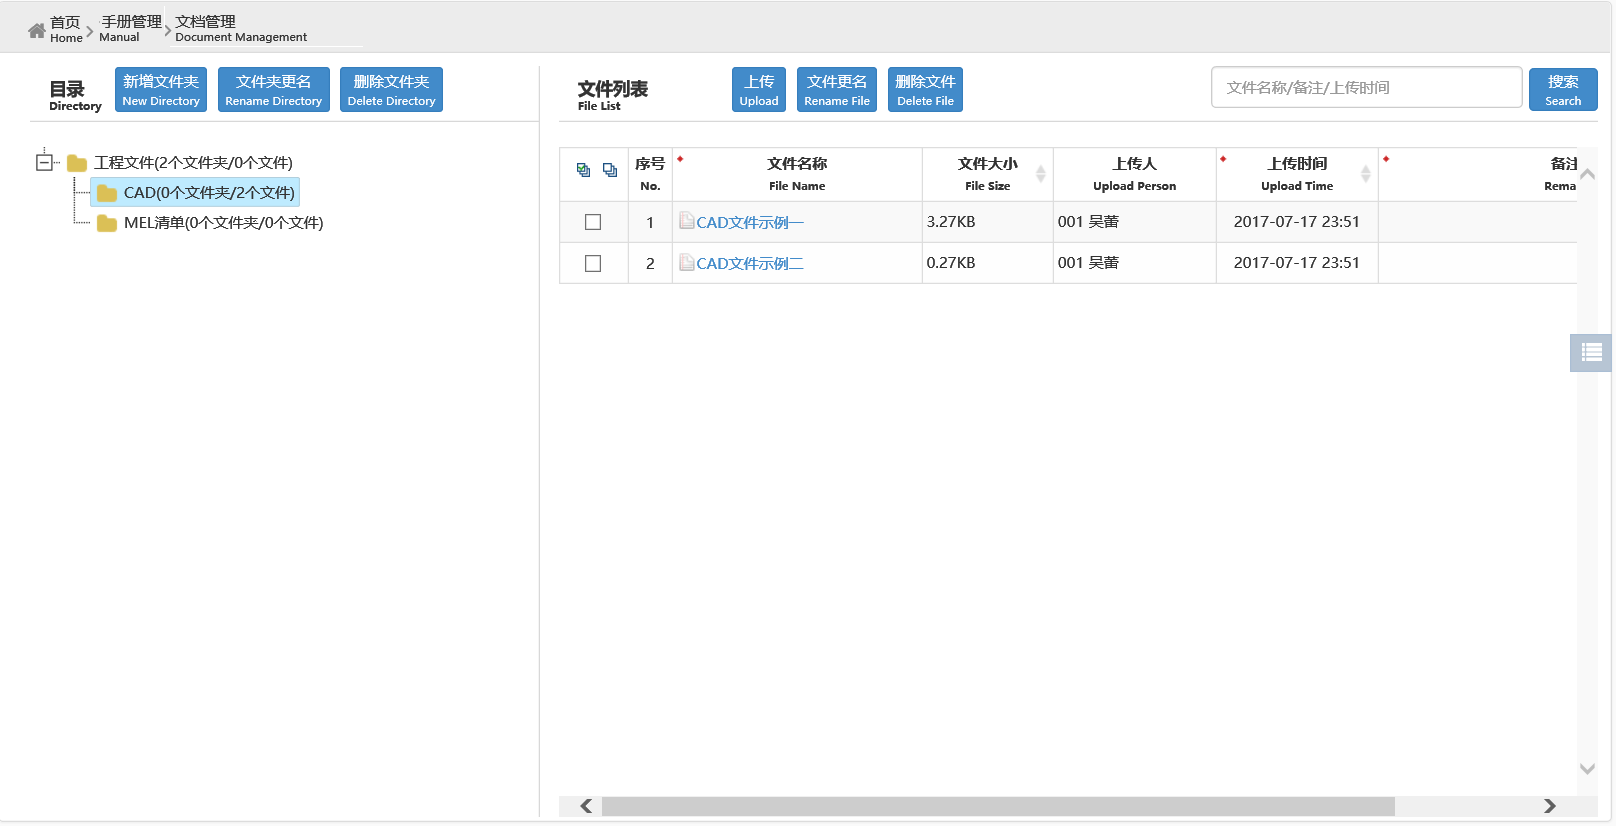 首页
Home
手册管理
Manual
文档管理
Document Management
目录
Directory
新增文件夹
New Directory
文件夹更名
Rename Directory
删除文件夹
Delete Directory
工程文件(2个文件夹/0个文件)
CAD(0个文件夹/2个文件)
MEL清单(0个文件夹/0个文件)
文件列表
File List
上传
Upload
文件更名
Rename File
删除文件
Delete File
文件名称/备注/上传时间
搜索
Search
序号 文件名称 文件大小 上传人 上传时间 备注
No. File Name File Size Upload Person Upload Time Rema
1 CAD文件示例一 3.27KB 001 吴蕾 2017-07-17 23:51
2 CAD文件示例二 0.27KB 001 吴蕾 2017-07-17 23:51